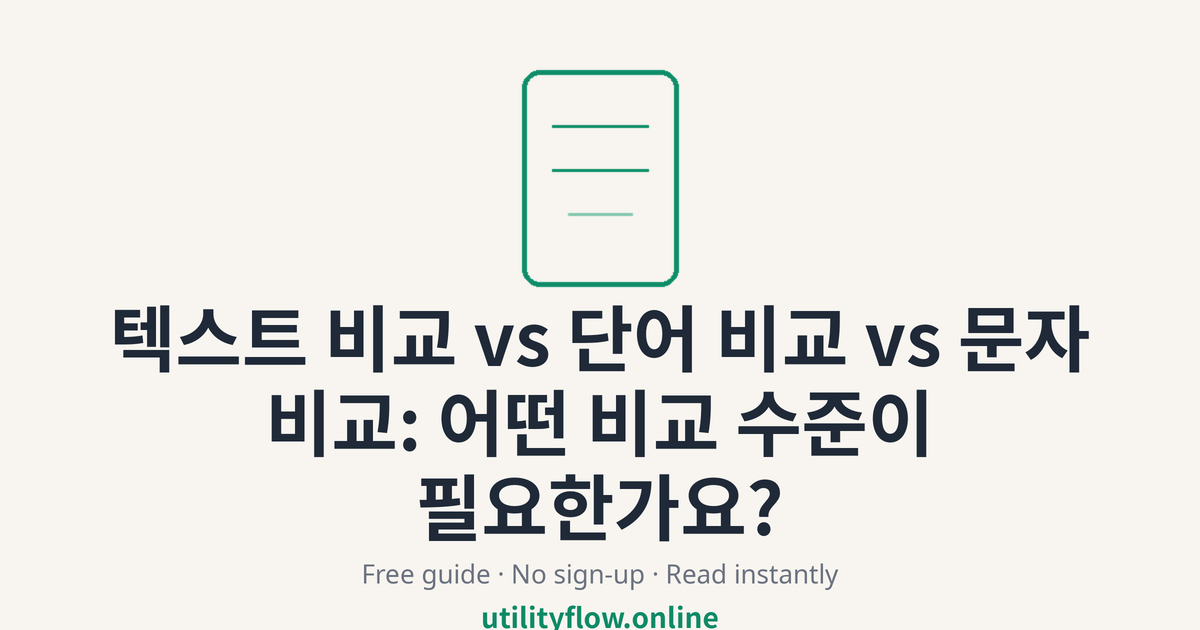 텍스트 비교 vs 단어 비교 vs 문자
비교: 어떤 비교 수준이
필요한가요?
Free guide · No sign-up · Read instantly
utilityflow.online